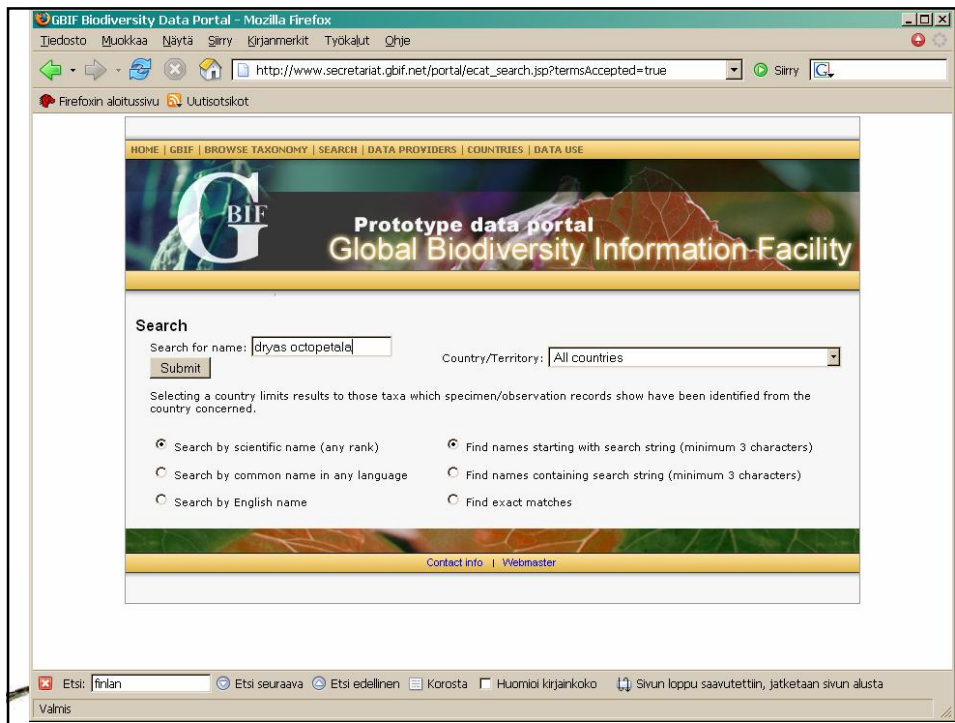 GBIF Biodiversity Data Portal - Mozilla Firefox
Tiedosto Muokkaa Näytä Siirry Kirjanmerkit Työkalut Ohje
http://www.secretariat.gbif.net/portal/ecat_search.jsp?termsAccepted=true Siirry G
Firefoxin aloitussivu Uutisotsikot
HOME | GBIF | BROWSE TAXONOMY | SEARCH | DATA PROVIDERS | COUNTRIES | DATA USE
GBIF
Prototype data portal
Global Biodiversity Information Facility
Search
Search for name: dryas octopetala
Country/Territory: All countries
Submit
Selecting a country limits results to those taxa which specimen/observation records show have been identified from the
country concerned.
Search by scientific name (any rank) Find names starting with search string (minimum 3 characters)
Search by common name in any language Find names containing search string (minimum 3 characters)
Search by English name Find exact matches
Contact info | Webmaster
Etsi: finlan Etsi seuraava Etsi edellinen Korosta Huomioi kirjainkoko Sivun loppu saavutettiin, jatketaan sivun alusta
Valmis